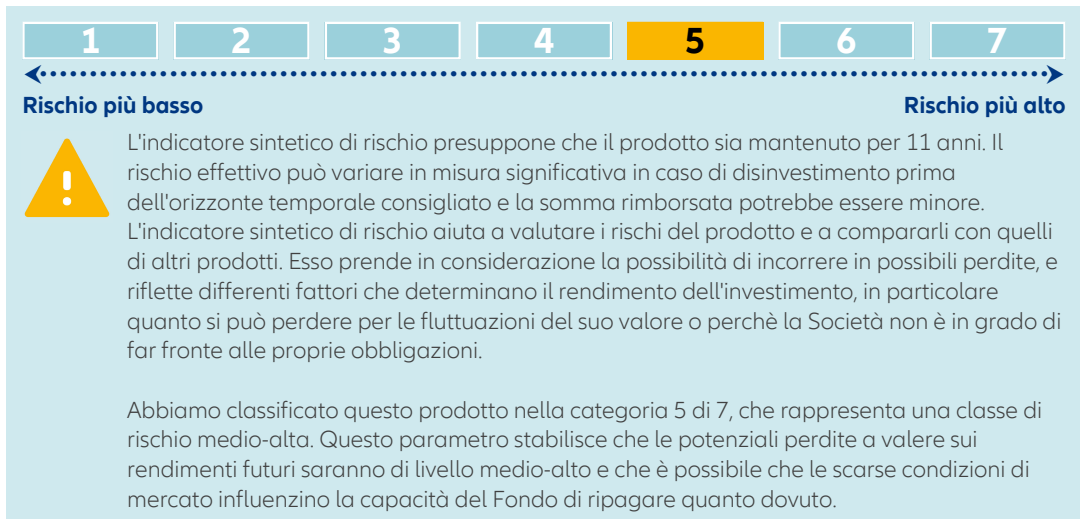 1 2 3 4 5 6 7
Rischio più basso Rischio più alto
L'indicatore sintetico di rischio presuppone che il prodotto sia mantenuto per 11 anni. Il
rischio effettivo può variare in misura significativa in caso di disinvestimento prima
dell'orizzonte temporale consigliato e la somma rimborsata potrebbe essere minore.
L'indicatore sintetico di rischio aiuta a valutare i rischi del prodotto e a compararli con quelli
di altri prodotti. Esso prende in considerazione la possibilità di incorrere in possibili perdite, e
riflette differenti fattori che determinano il rendimento dell'investimento, in particolare
quanto si può perdere per le fluttuazioni del suo valore o perchè la Società non è in grado di
far fronte alle proprie obbligazioni.
Abbiamo classificato questo prodotto nella categoria 5 di 7, che rappresenta una classe di
rischio medio-alta. Questo parametro stabilisce che le potenziali perdite a valere sui
rendimenti futuri saranno di livello medio-alto e che è possibile che le scarse condizioni di
mercato influenzino la capacità del Fondo di ripagare quanto dovuto.